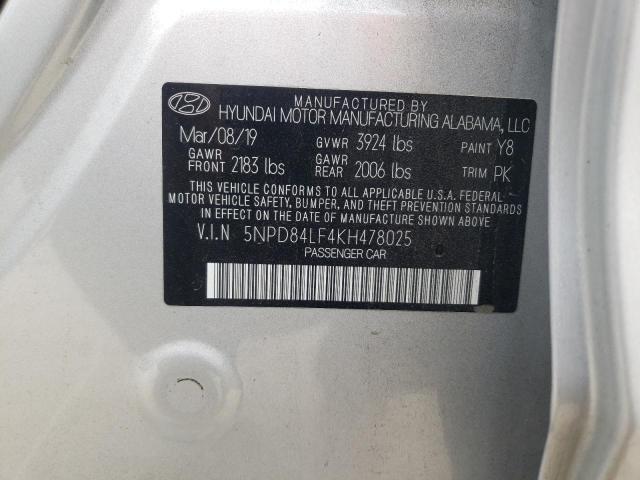 MANUFACTURED BY
HYUNDAI MOTOR MANUFACTURING ALABAMA, LLC
Mar/08/19 GVWR 3924 lbs PAINT Y8
GAWR FRONT 2183 lbs GAWR REAR 2006 lbs TRIM PK
THIS VEHICLE CONFORMS TO ALL APPLICABLE U.S.A. FEDERAL
MOTOR VEHICLE SAFETY, BUMPER, AND THEFT PREVENTION
STANDARDS IN EFFECT ON THE DATE OF MANUFACTURE SHOWN ABOVE
V.I.N 5NPD84LF4KH478025
PASSENGER CAR